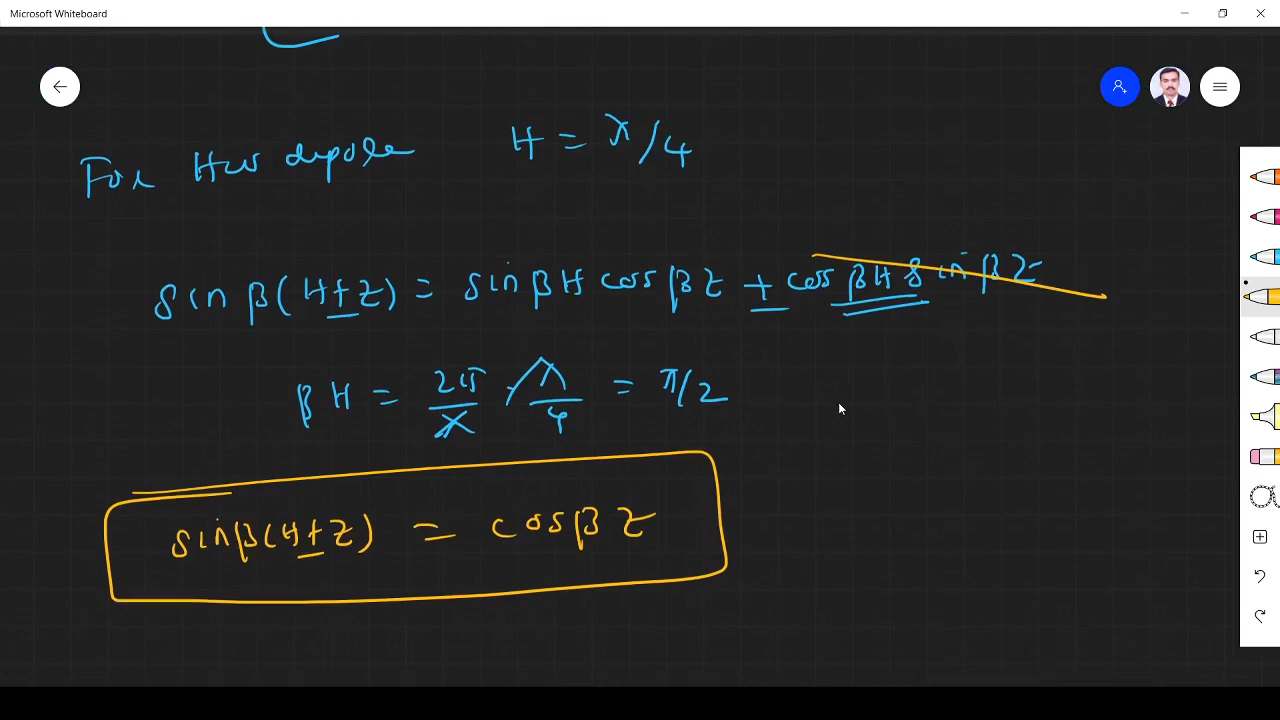 Microsoft Whiteboard
For Hw dipole H = λ/4
sin β(H ± z) = sin βH cos βz ± cos βH sin βz
βH = 2π/λ · λ/4 = π/2
sin β(H ± z) = cos βz